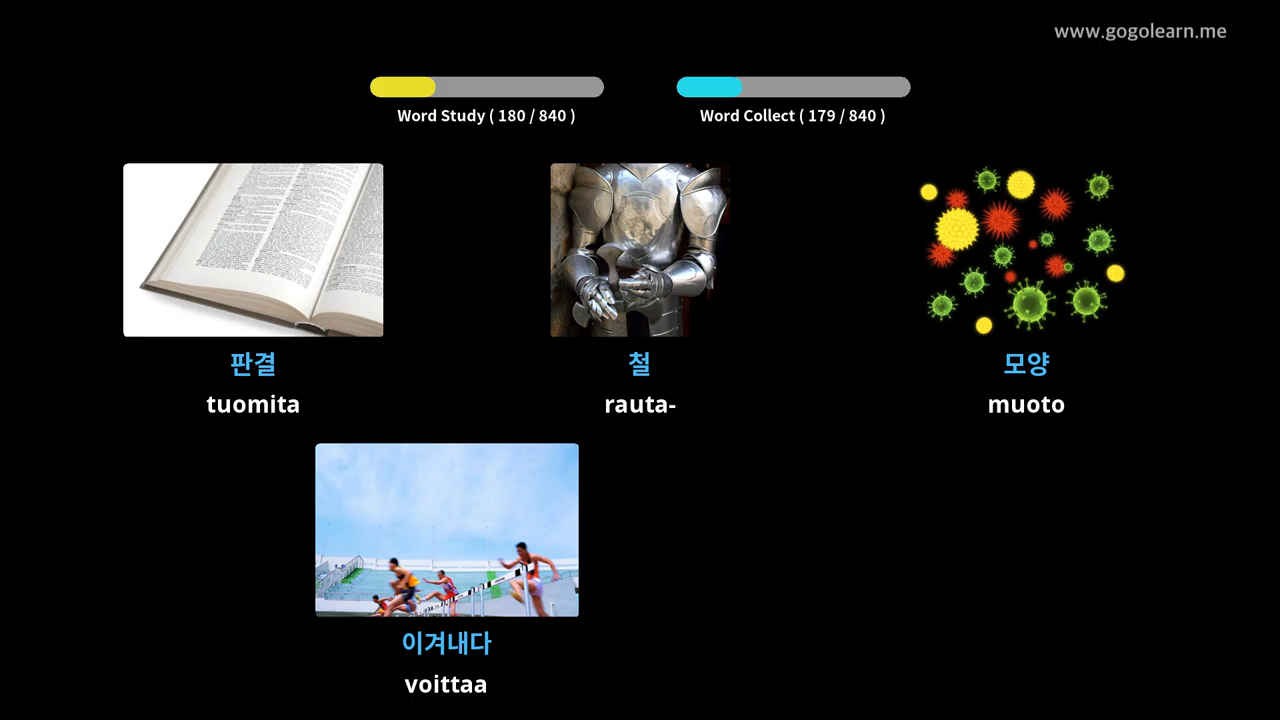 www.gogolearn.me
Word Study ( 180 / 840 )
Word Collect ( 179 / 840 )
판결
tuomita
철
rauta-
모양
muoto
이겨내다
voittaa